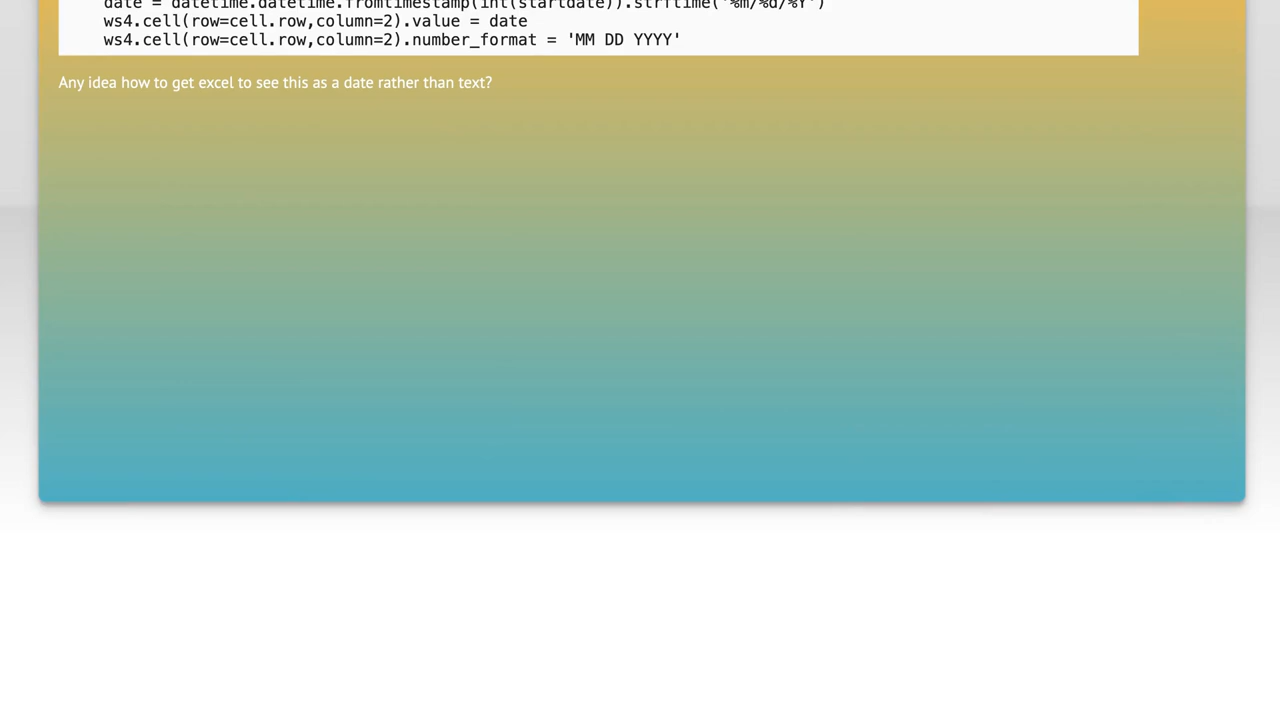 date = datetime.datetime.fromtimestamp(int(startdate)).strftime('%m/%d/%Y')
ws4.cell(row=cell.row,column=2).value = date
ws4.cell(row=cell.row,column=2).number_format = 'MM DD YYYY'
Any idea how to get excel to see this as a date rather than text?